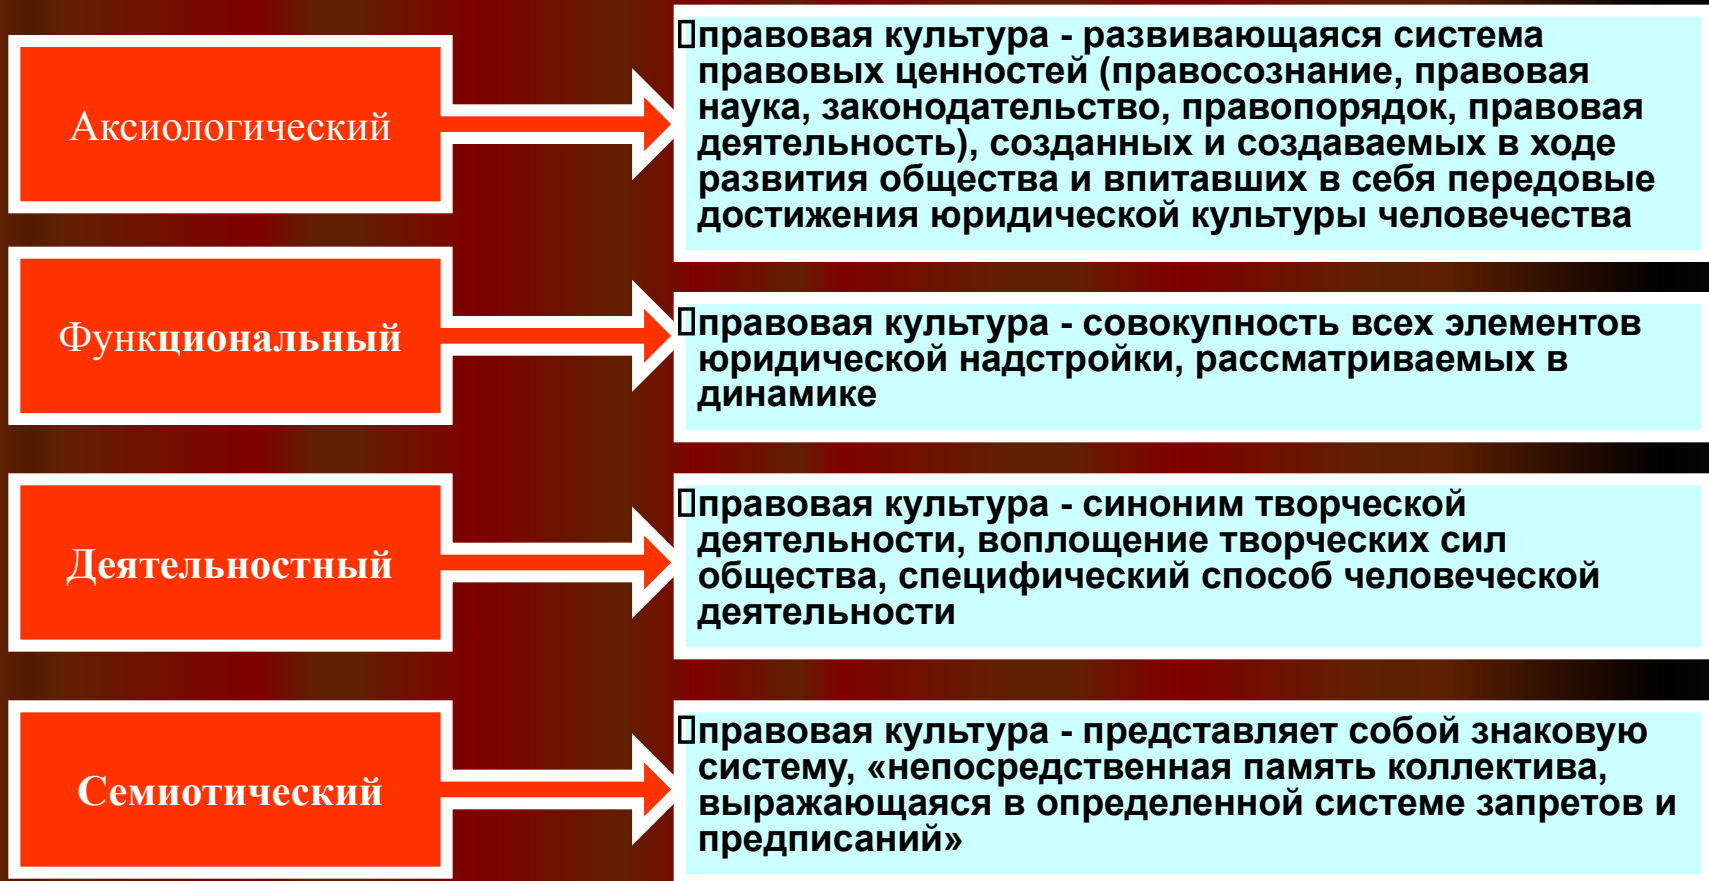 Аксиологический
правовая культура - развивающаяся система
правовых ценностей (правосознание, правовая
наука, законодательство, правопорядок, правовая
деятельность), созданных и создаваемых в ходе
развития общества и впитавших в себя передовые
достижения юридической культуры человечества
Функциональный
правовая культура - совокупность всех элементов
юридической надстройки, рассматриваемых в
динамике
Деятельностный
правовая культура - синоним творческой
деятельности, воплощение творческих сил
общества, специфический способ человеческой
деятельности
Семиотический
правовая культура - представляет собой знаковую
систему, «непосредственная память коллектива,
выражающаяся в определенной системе запретов и
предписаний»